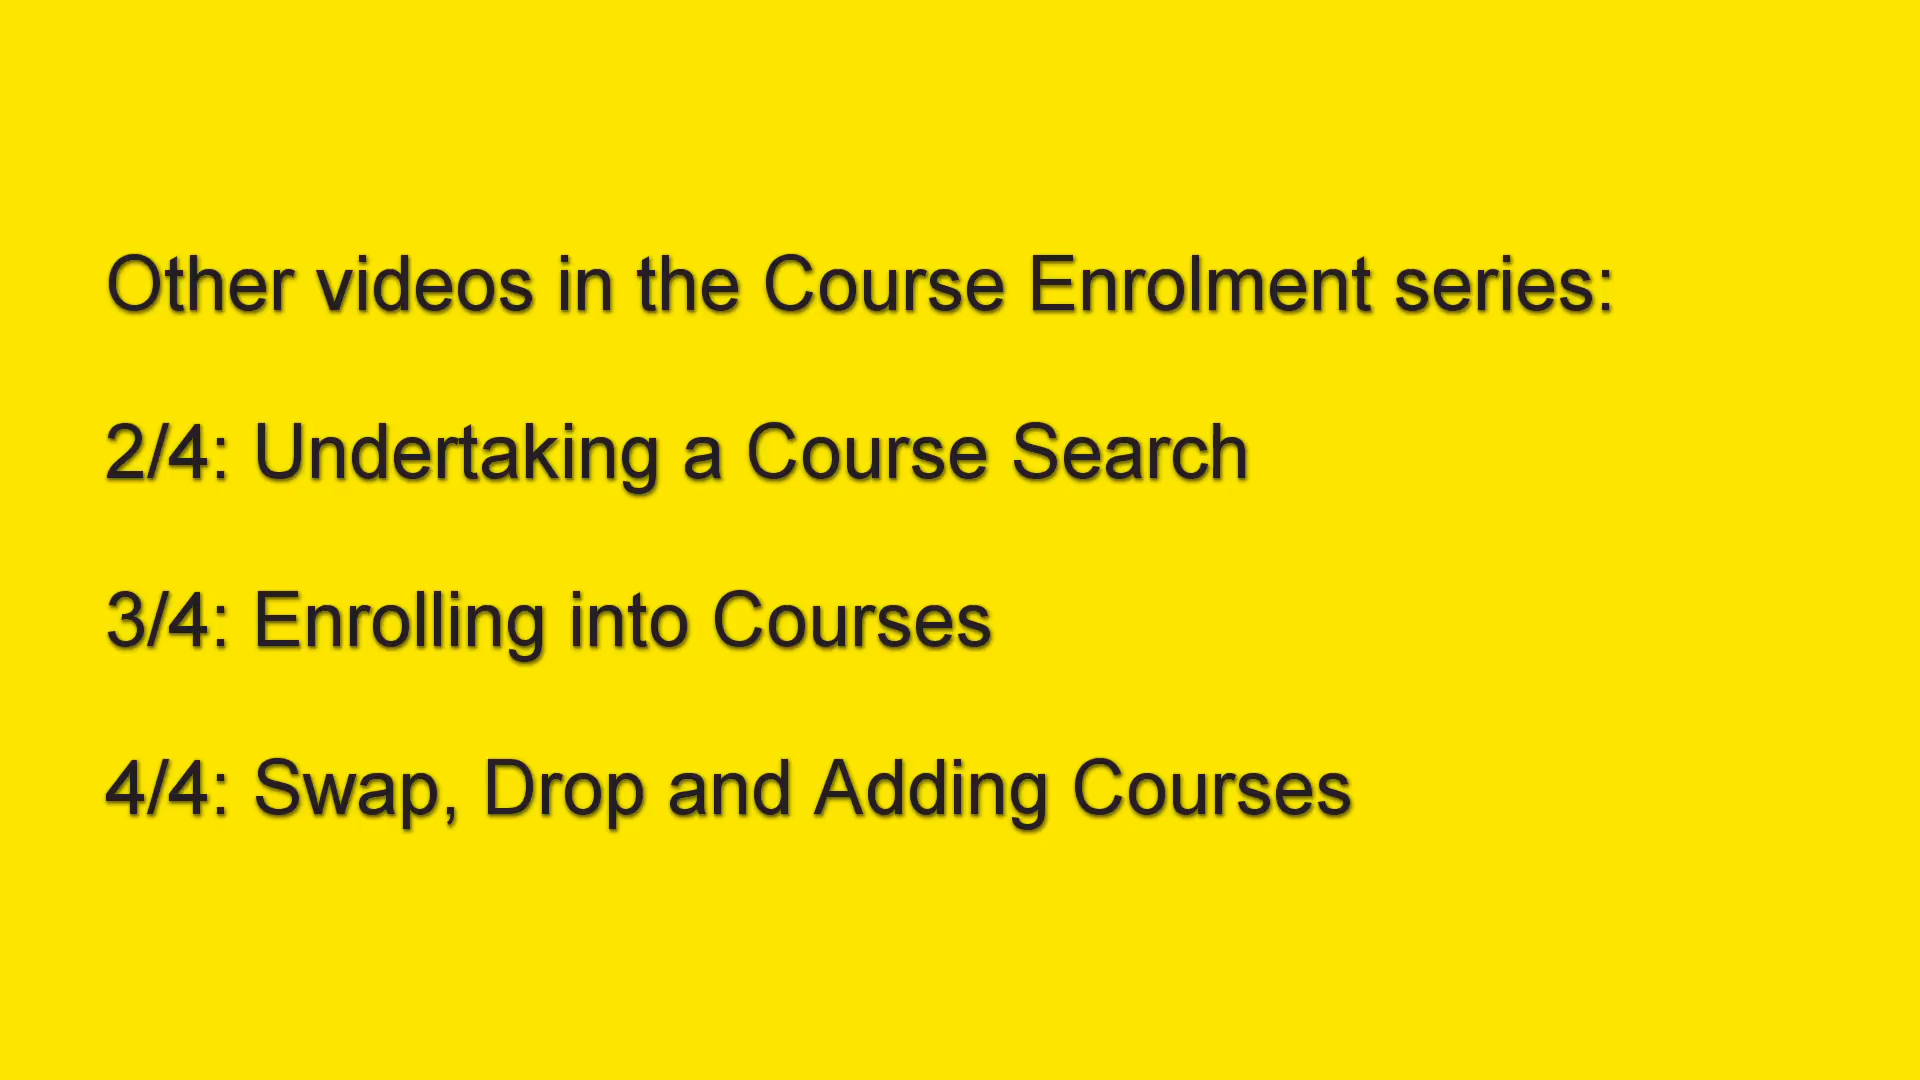 Other videos in the Course Enrolment series:
2/4: Undertaking a Course Search
3/4: Enrolling into Courses
4/4: Swap, Drop and Adding Courses